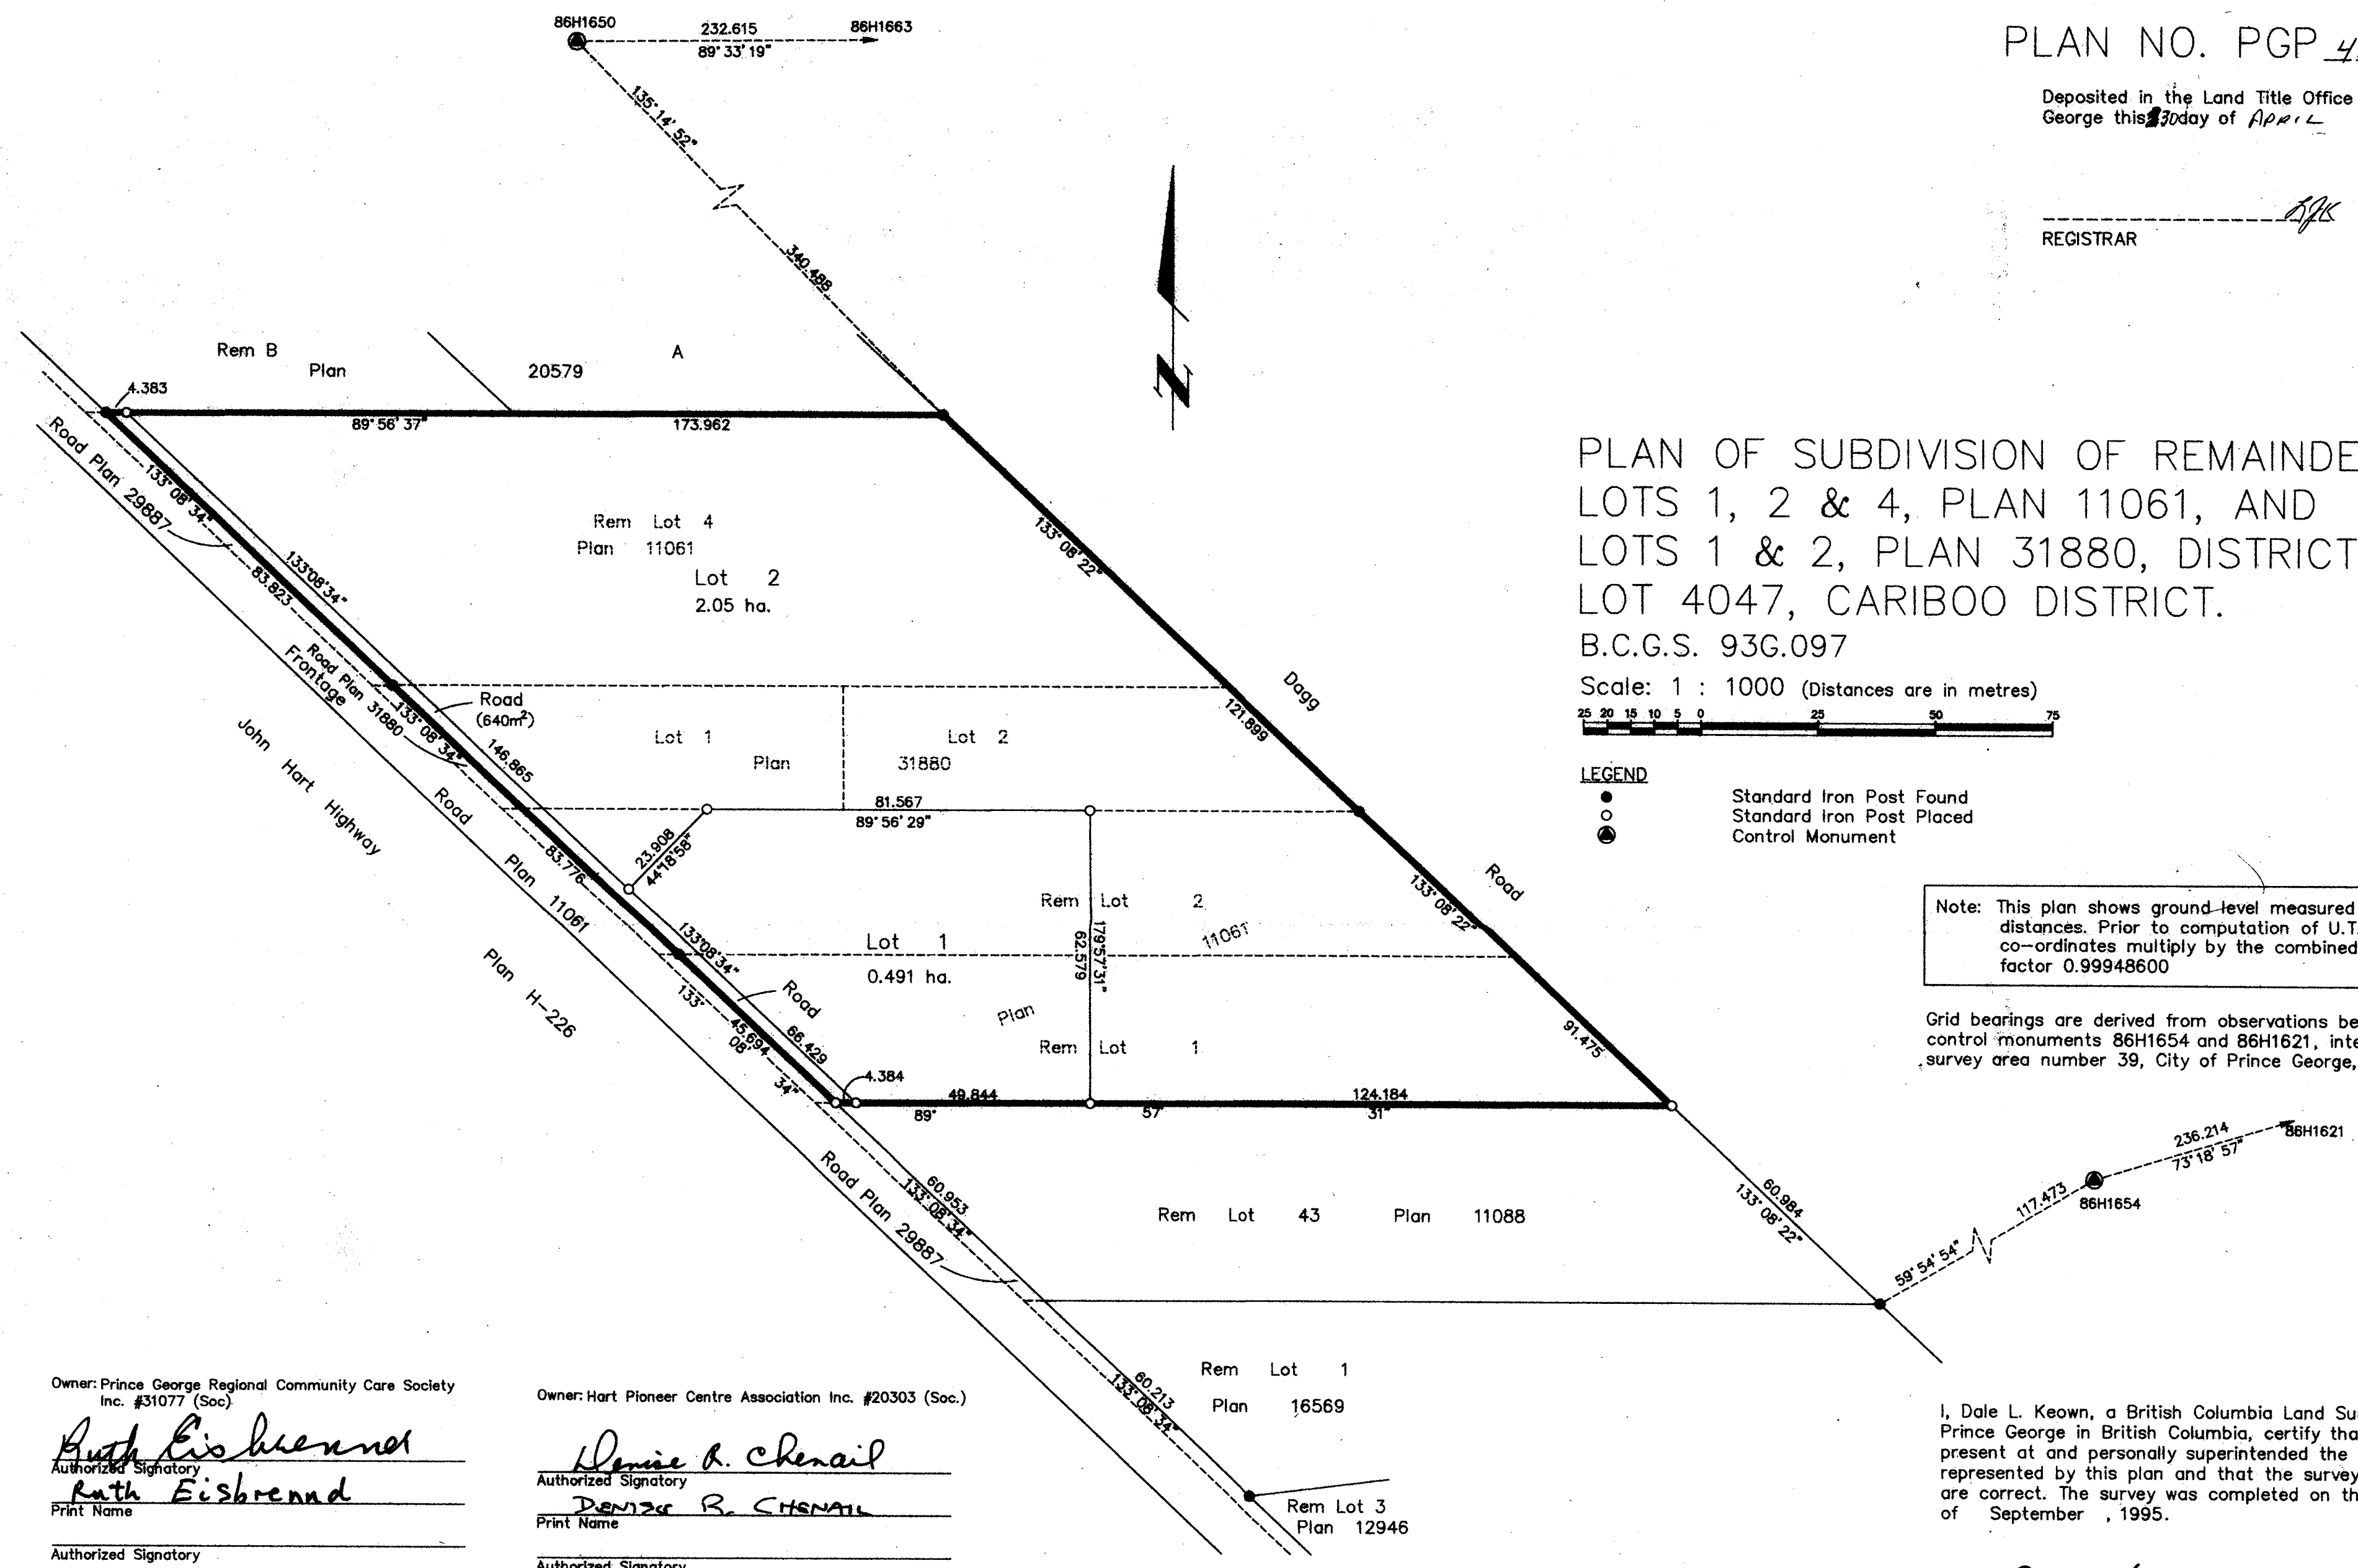 86H1650
232.615
86H1663
89° 33' 19"
135° 14' 52"
340.488
PLAN NO. PGP
Deposited in the Land Title Office
George this 30 day of APRIL
REGISTRAR
Rem B
Plan
20579
A
4.383
89° 56' 37"
173.962
Road Plan 29887
133° 08' 34"
83.823
133°08'34"
Rem Lot 4
Plan 11061
Lot 2
2.05 ha.
133° 08' 22"
PLAN OF SUBDIVISION OF REMAINDE
LOTS 1, 2 & 4, PLAN 11061, AND
LOTS 1 & 2, PLAN 31880, DISTRICT
LOT 4047, CARIBOO DISTRICT.
B.C.G.S. 93G.097
Scale: 1 : 1000 (Distances are in metres)
25 20 15 10 5 0 25 50 75
LEGEND
Standard Iron Post Found
Standard Iron Post Placed
Control Monument
Frontage
Road Plan 31880
133° 08' 34"
Road
(640m²)
146.865
Lot 1
Lot 2
Plan
31880
Dagg
121.899
Road
John Hart Highway
Road Plan 11061
Plan H-226
81.567
89° 56' 29"
23.908
44°18'58"
83.776
133°08'34"
Rem Lot 2
11061
Lot 1
0.491 ha.
179°57'31"
62.579
133° 08' 22"
91.475
Road
Plan
Rem Lot 1
133° 08' 34"
45.694
66.429
4.384
49.844
124.184
89° 57' 31"
Note: This plan shows ground level measured
distances. Prior to computation of U.T.
co-ordinates multiply by the combined
factor 0.99948600
Grid bearings are derived from observations be
control monuments 86H1654 and 86H1621, inte
survey area number 39, City of Prince George,
236.214
73° 18' 57"
86H1621
117.473
86H1654
59° 54' 54"
60.984
133° 08' 22"
Road Plan 29887
60.953
133° 08' 34"
Rem Lot 43 Plan 11088
60.213
133° 08' 34"
Rem Lot 1
Plan 16569
Rem Lot 3
Plan 12946
Owner: Prince George Regional Community Care Society
Inc. #31077 (Soc)
Ruth Eisbrennd
Authorized Signatory
Ruth Eisbrennd
Print Name
Authorized Signatory
Owner: Hart Pioneer Centre Association Inc. #20303 (Soc.)
Denise R. Chenail
Authorized Signatory
DENISE R. CHENAIL
Print Name
Authorized Signatory
I, Dale L. Keown, a British Columbia Land Su
Prince George in British Columbia, certify tha
present at and personally superintended the
represented by this plan and that the survey
are correct. The survey was completed on th
of September , 1995.